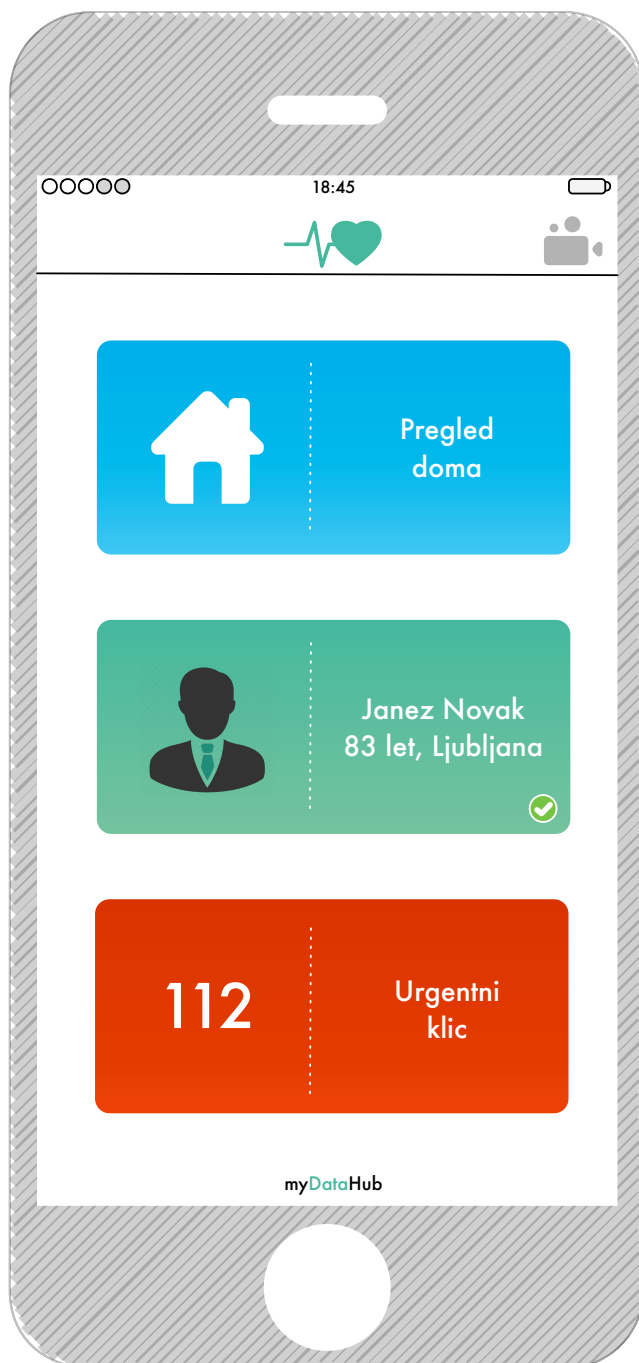 18:45
Pregled
doma
Janez Novak
83 let, Ljubljana
112
Urgentni
klic
myDataHub